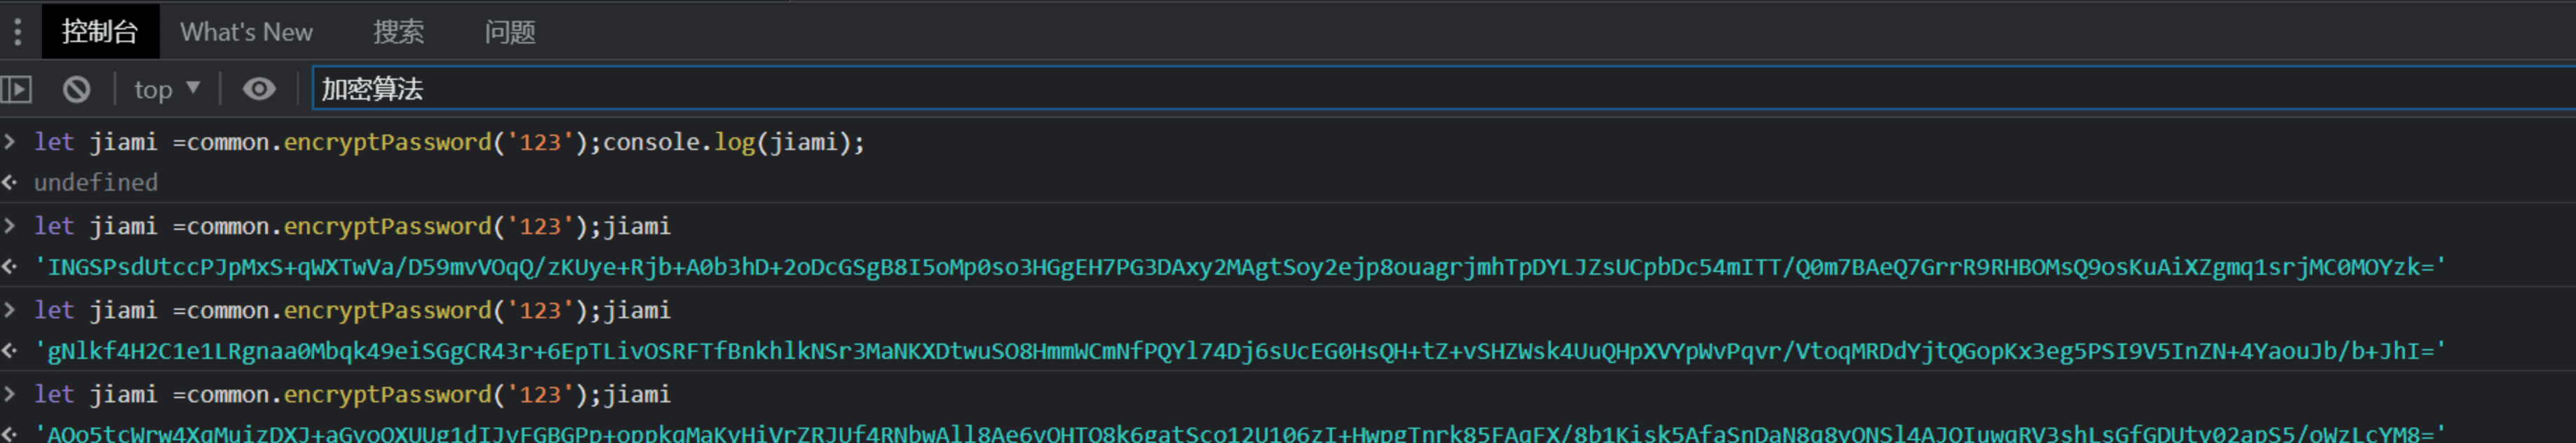 控制台 What's New 搜索 问题
top 加密算法
let jiami =common.encryptPassword('123');console.log(jiami);
undefined
let jiami =common.encryptPassword('123');jiami
'INGSPsdUtccPJpMxS+qWXTwVa/D59mvVOqQ/zKUye+Rjb+A0b3hD+2oDcGSgB8I5oMp0so3HGgEH7PG3DAxy2MAgtSoy2ejp8ouagrjmhTpDYLJZsUCpbDc54mITT/Q0m7BAeQ7GrrR9RHBOMsQ9osKuAiXZgmq1srjMC0MOYzk='
let jiami =common.encryptPassword('123');jiami
'gNlkf4H2C1e1LRgnaa0Mbqk49eiSGgCR43r+6EpTLivOSRFTfBnkhlkNSr3MaNKXDtwuSO8HmmWCmNfPQYl74Dj6sUcEG0HsQH+tZ+vSHZWsk4UuQHpXVYpWvPqvr/VtoqMRDdYjtQGopKx3eg5PSI9V5InZN+4YaouJb/b+JhI='
let jiami =common.encryptPassword('123');jiami